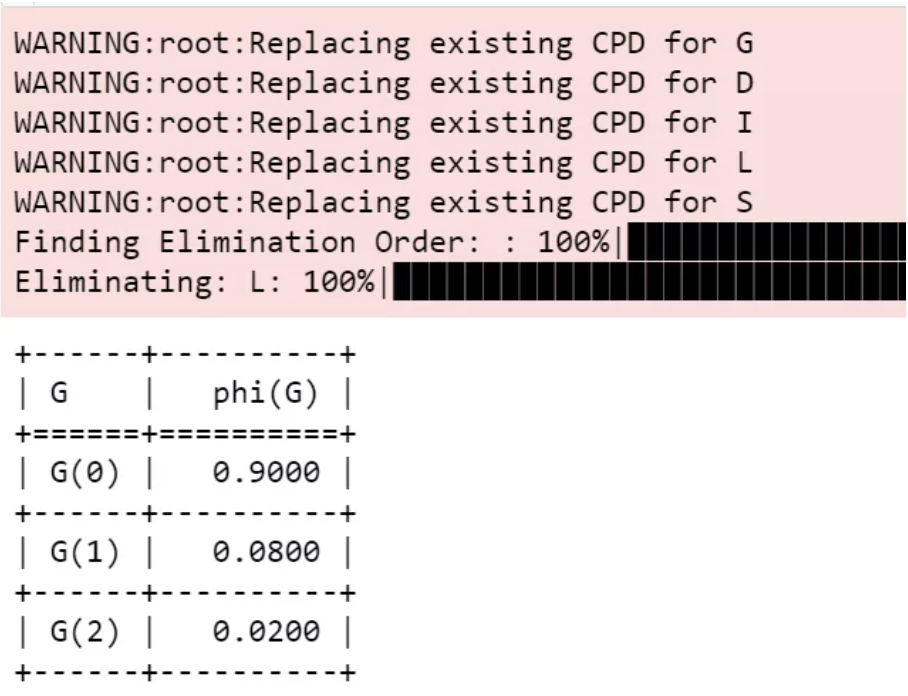 WARNING:root:Replacing existing CPD for G
WARNING:root:Replacing existing CPD for D
WARNING:root:Replacing existing CPD for I
WARNING:root:Replacing existing CPD for L
WARNING:root:Replacing existing CPD for S
Finding Elimination Order: : 100%|██████████
Eliminating: L: 100%|██████████████████
+------+----------+
| G    |   phi(G) |
+======+==========+
| G(0) |   0.9000 |
+------+----------+
| G(1) |   0.0800 |
+------+----------+
| G(2) |   0.0200 |
+------+----------+